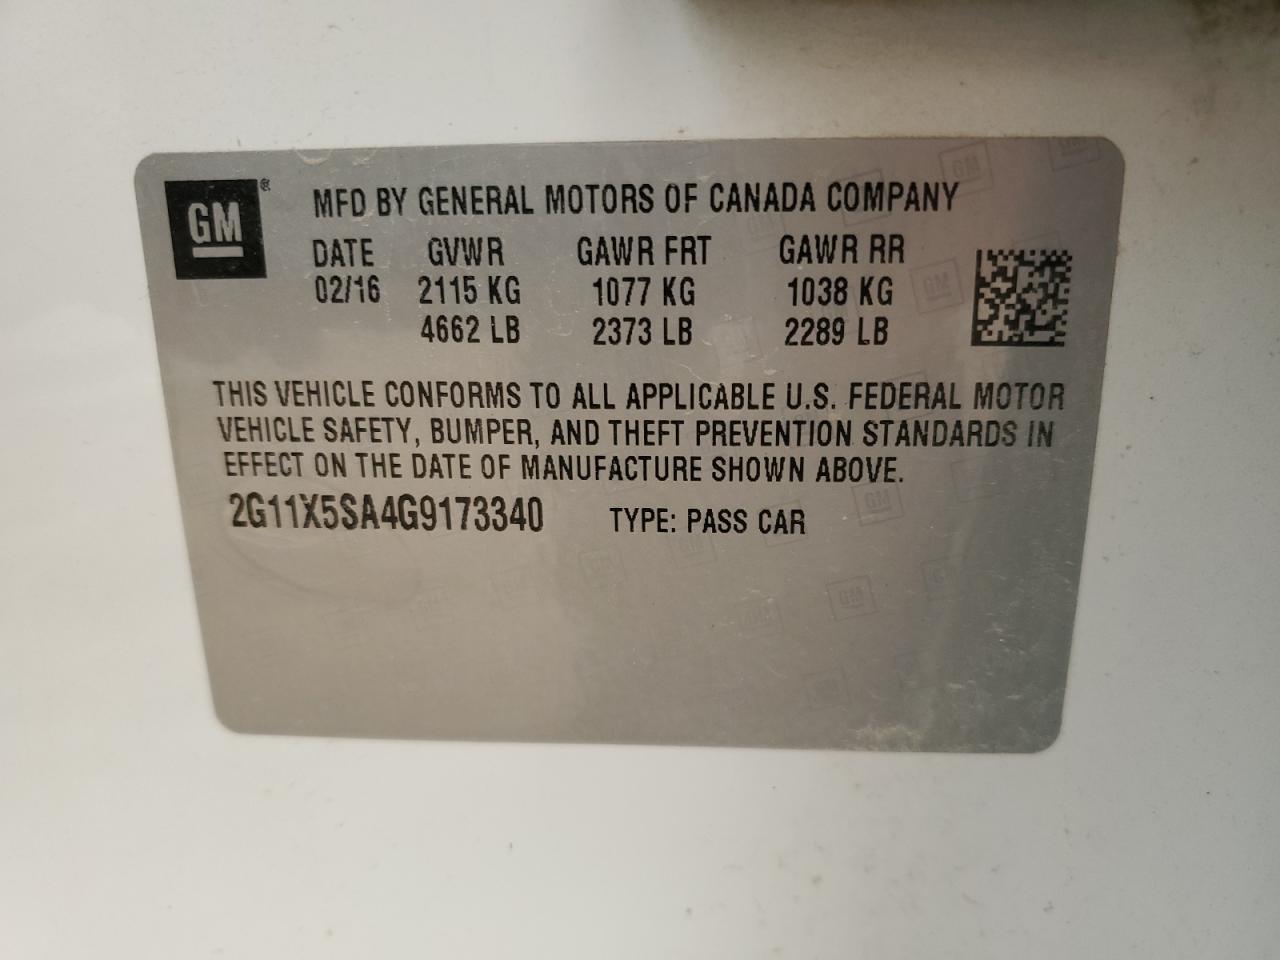 GM® MFD BY GENERAL MOTORS OF CANADA COMPANY
DATE GVWR GAWR FRT GAWR RR
02/16 2115 KG 1077 KG 1038 KG
4662 LB 2373 LB 2289 LB
THIS VEHICLE CONFORMS TO ALL APPLICABLE U.S. FEDERAL MOTOR
VEHICLE SAFETY, BUMPER, AND THEFT PREVENTION STANDARDS IN
EFFECT ON THE DATE OF MANUFACTURE SHOWN ABOVE.
2G11X5SA4G9173340 TYPE: PASS CAR